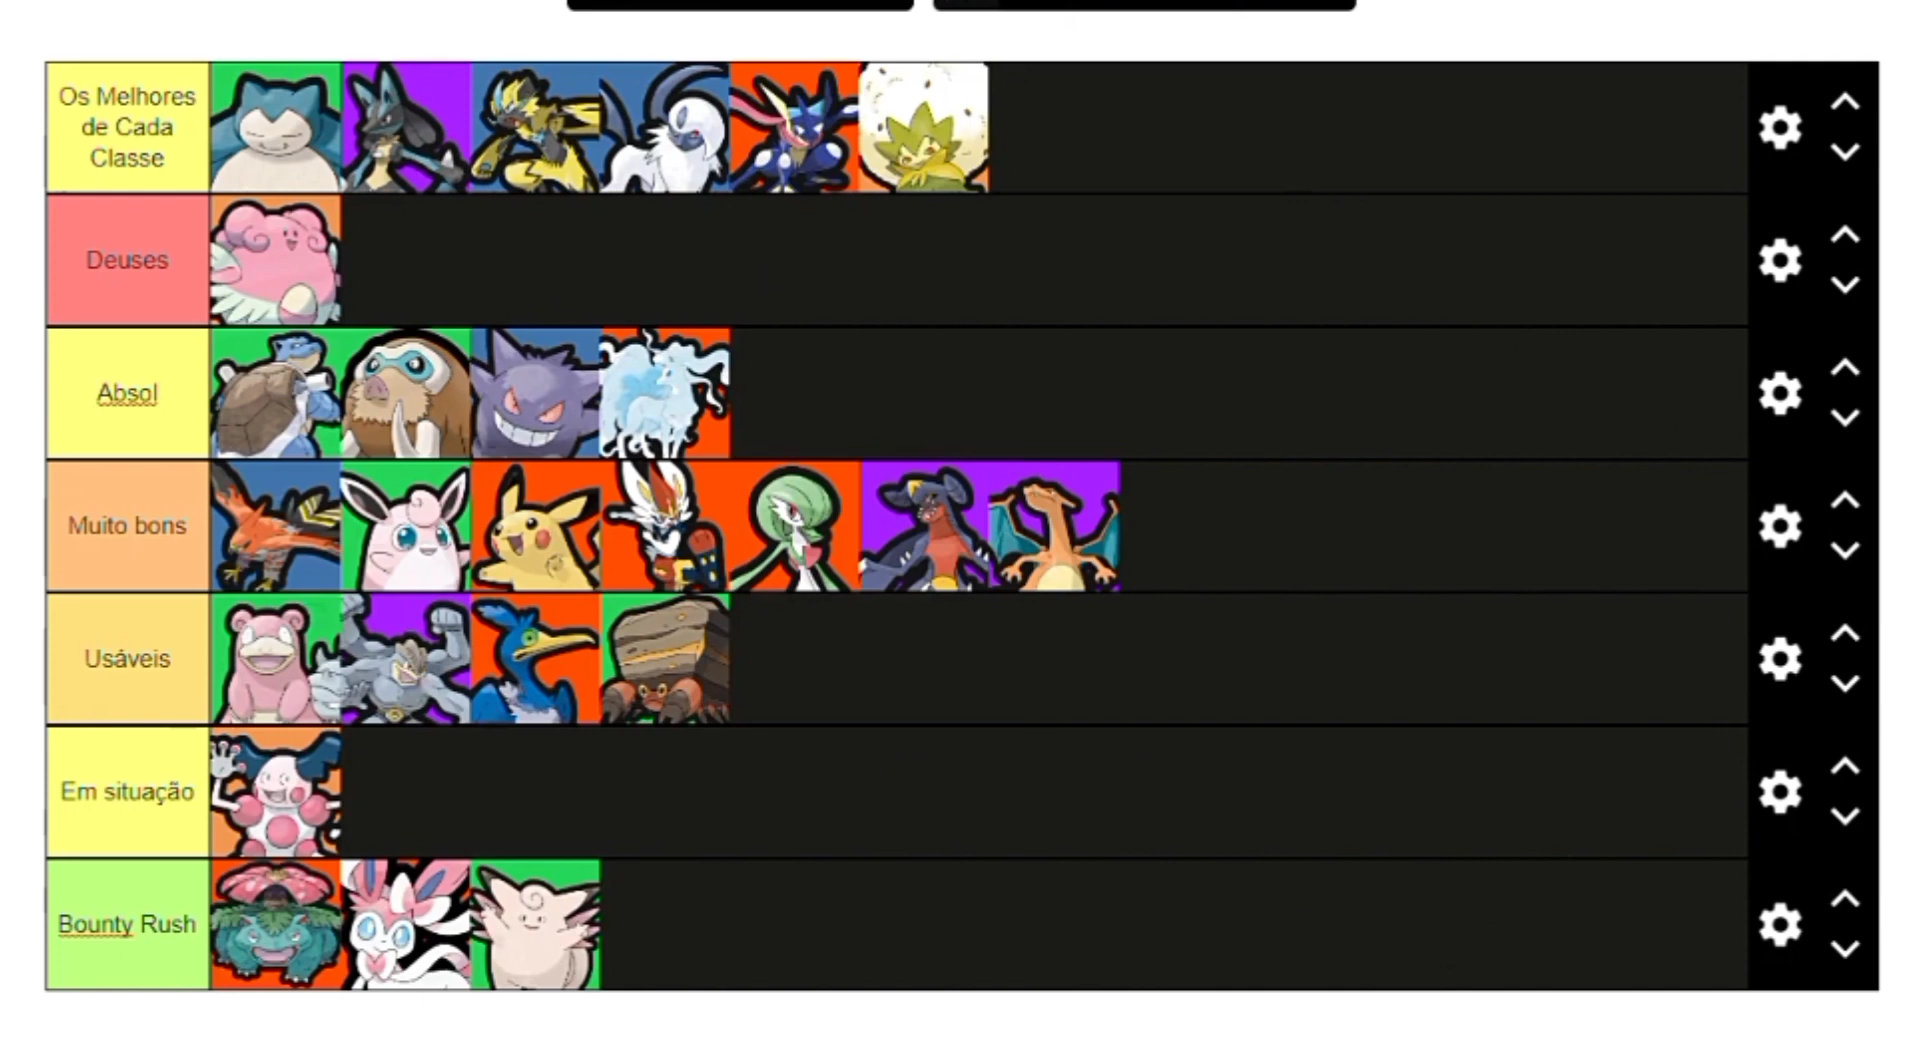 Os Melhores
de Cada
Classe
Deuses
Absol
Muito bons
Usáveis
Em situação
Bounty Rush